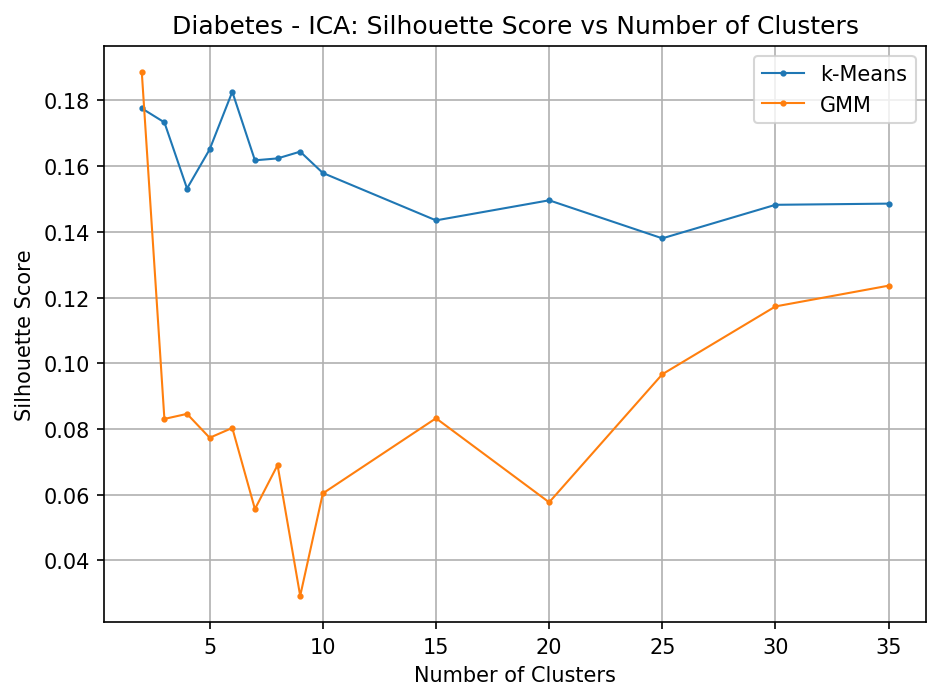 Diabetes - ICA: Silhouette Score vs Number of Clusters
k-Means
GMM
Silhouette Score
0.18
0.16
0.14
0.12
0.10
0.08
0.06
0.04
5 10 15 20 25 30 35
Number of Clusters